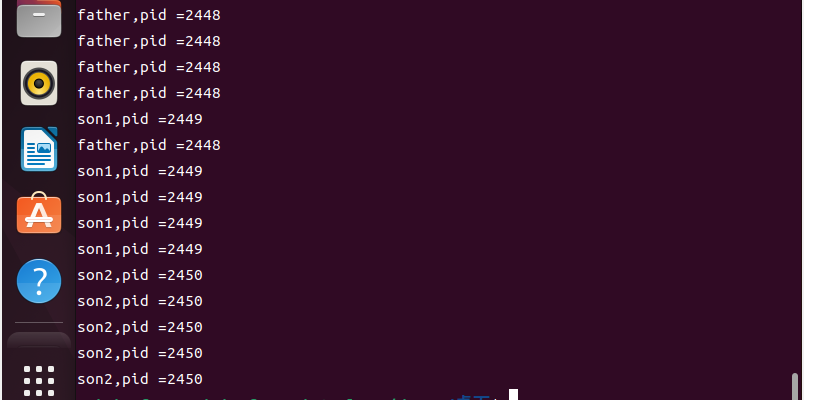 father,pid =2448
father,pid =2448
father,pid =2448
father,pid =2448
son1,pid =2449
father,pid =2448
son1,pid =2449
son1,pid =2449
son1,pid =2449
son1,pid =2449
son2,pid =2450
son2,pid =2450
son2,pid =2450
son2,pid =2450
son2,pid =2450